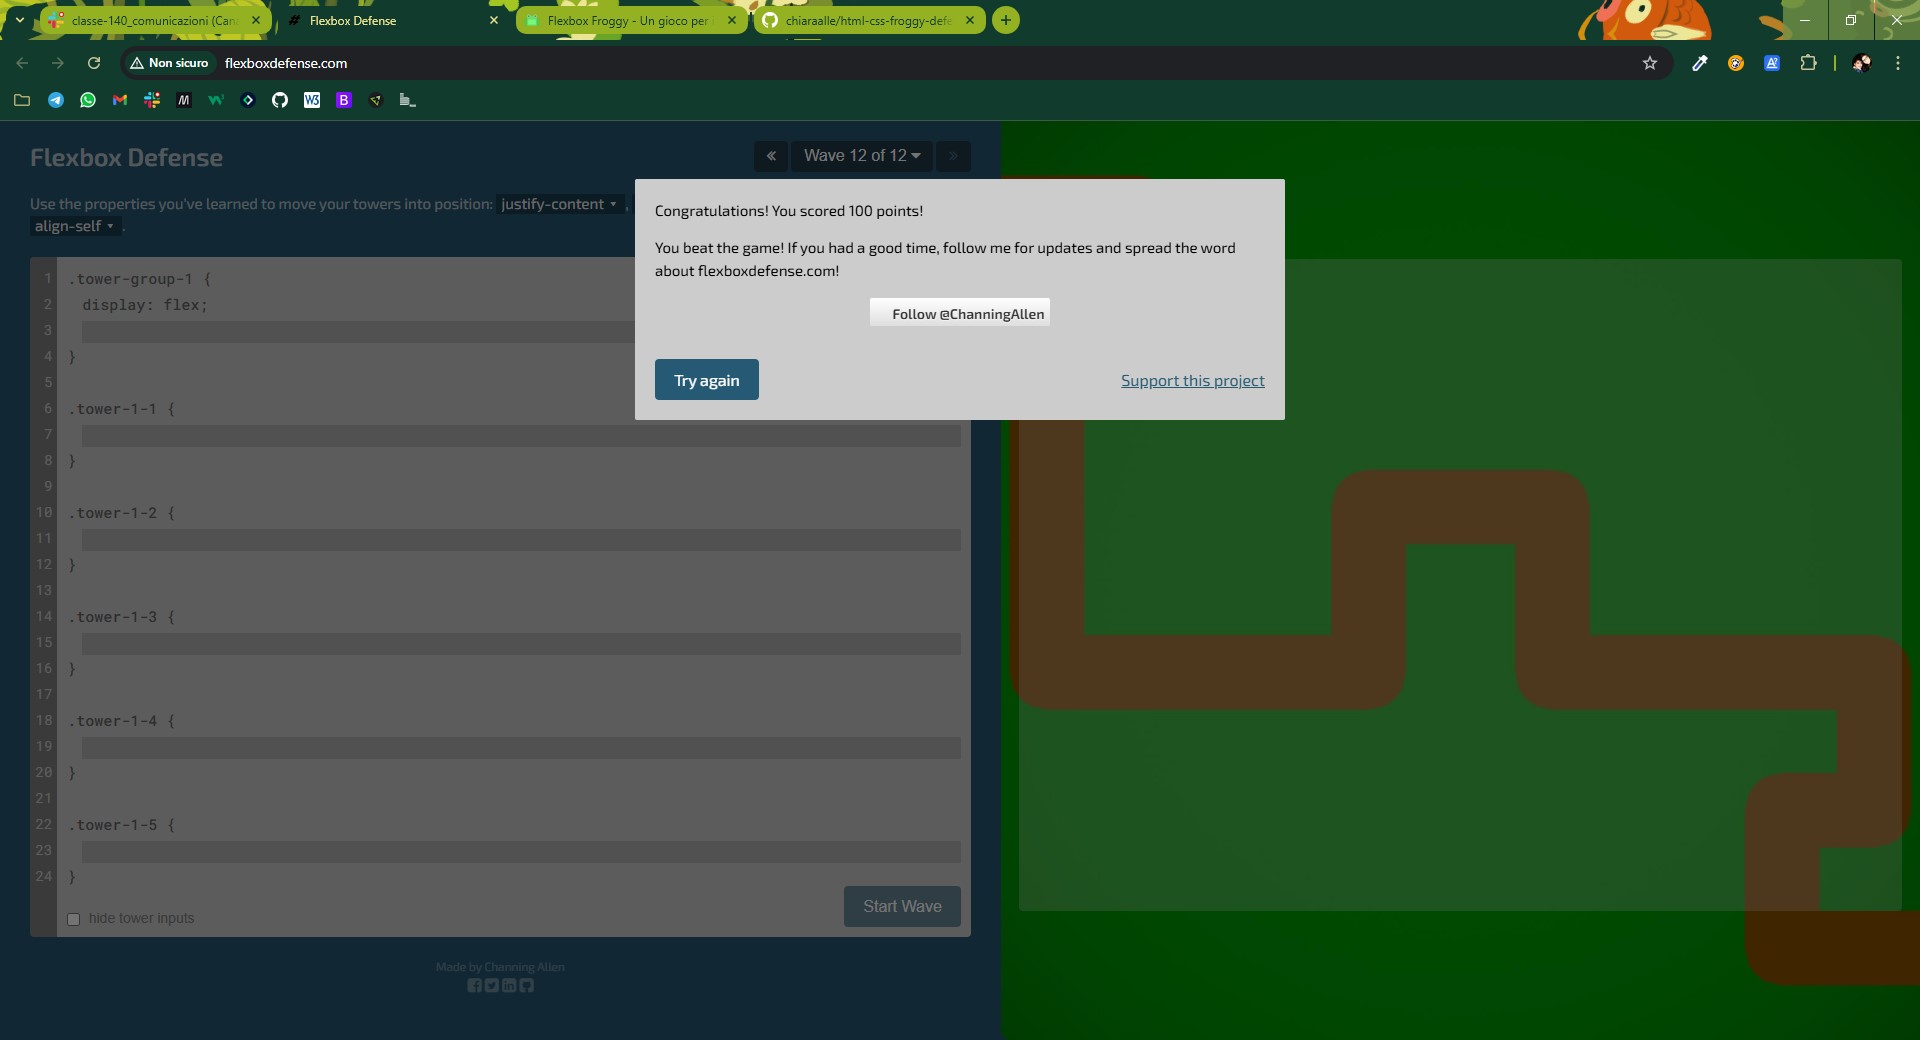 classe-140_comunicazioni (Can
Flexbox Defense
Flexbox Froggy - Un gioco per
chiaraalle/html-css-froggy-defe
Non sicuro
flexboxdefense.com
W3
B
Flexbox Defense
«
Wave 12 of 12
»
Use the properties you've learned to move your towers into position: justify-content ,
align-self .
Congratulations! You scored 100 points!
You beat the game! If you had a good time, follow me for updates and spread the word
about flexboxdefense.com!
Follow @ChanningAllen
Try again
Support this project
1 .tower-group-1 {
2 display: flex;
3
4 }
5
6 .tower-1-1 {
7
8 }
9
10 .tower-1-2 {
11
12 }
13
14 .tower-1-3 {
15
16 }
17
18 .tower-1-4 {
19
20 }
21
22 .tower-1-5 {
23
24 }
hide tower inputs
Start Wave
Made by Channing Allen